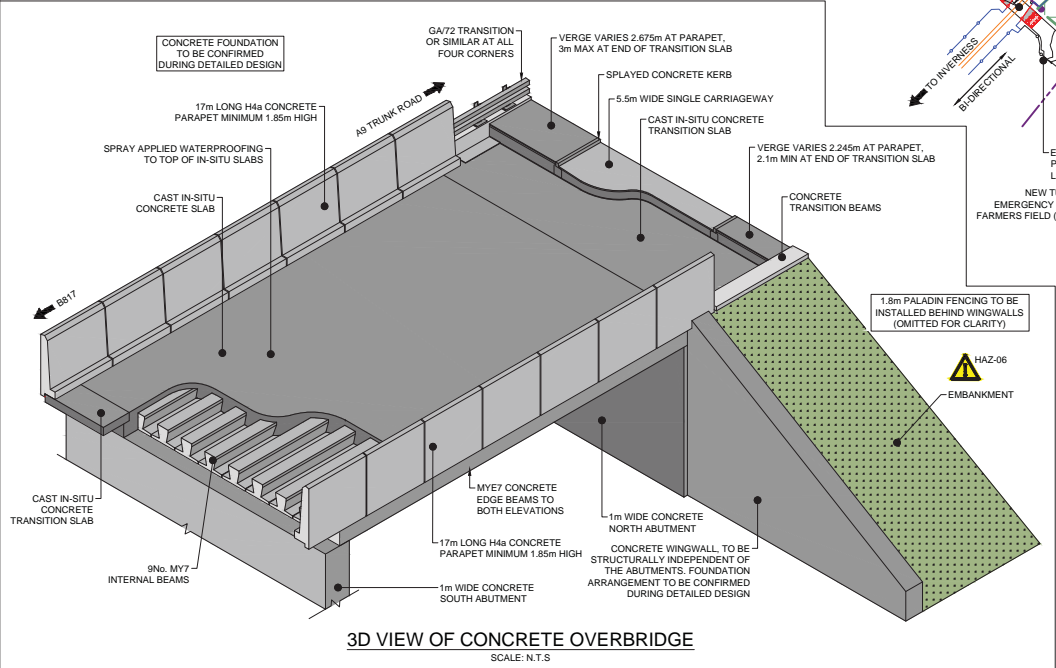 CONCRETE FOUNDATION
TO BE CONFIRMED
DURING DETAILED DESIGN
GA/72 TRANSITION
OR SIMILAR AT ALL
FOUR CORNERS
VERGE VARIES 2.675m AT PARAPET,
3m MAX AT END OF TRANSITION SLAB
SPLAYED CONCRETE KERB
5.5m WIDE SINGLE CARRIAGEWAY
CAST IN-SITU CONCRETE
TRANSITION SLAB
VERGE VARIES 2.245m AT PARAPET,
2.1m MIN AT END OF TRANSITION SLAB
CONCRETE
TRANSITION BEAMS
A9 TRUNK ROAD
17m LONG H4a CONCRETE
PARAPET MINIMUM 1.85m HIGH
SPRAY APPLIED WATERPROOFING
TO TOP OF IN-SITU SLABS
CAST IN-SITU
CONCRETE SLAB
B817
TO INVERNESS
BI-DIRECTIONAL
E
P
L
NEW TU
EMERGENCY
FARMERS FIELD (
1.8m PALADIN FENCING TO BE
INSTALLED BEHIND WINGWALLS
(OMITTED FOR CLARITY)
HAZ-06
EMBANKMENT
CAST IN-SITU
CONCRETE
TRANSITION SLAB
9No. MY7
INTERNAL BEAMS
MYE7 CONCRETE
EDGE BEAMS TO
BOTH ELEVATIONS
17m LONG H4a CONCRETE
PARAPET MINIMUM 1.85m HIGH
1m WIDE CONCRETE
SOUTH ABUTMENT
1m WIDE CONCRETE
NORTH ABUTMENT
CONCRETE WINGWALL, TO BE
STRUCTURALLY INDEPENDENT OF
THE ABUTMENTS. FOUNDATION
ARRANGEMENT TO BE CONFIRMED
DURING DETAILED DESIGN
3D VIEW OF CONCRETE OVERBRIDGE
SCALE: N.T.S